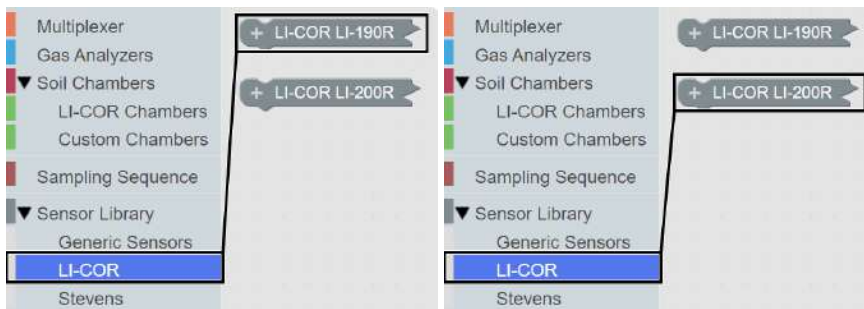 Multiplexer
Gas Analyzers
▼ Soil Chambers
LI-COR Chambers
Custom Chambers
Sampling Sequence
▼ Sensor Library
Generic Sensors
LI-COR
Stevens
+ LI-COR LI-190R
+ LI-COR LI-200R
Multiplexer
Gas Analyzers
▼ Soil Chambers
LI-COR Chambers
Custom Chambers
Sampling Sequence
▼ Sensor Library
Generic Sensors
LI-COR
Stevens
+ LI-COR LI-190R
+ LI-COR LI-200R